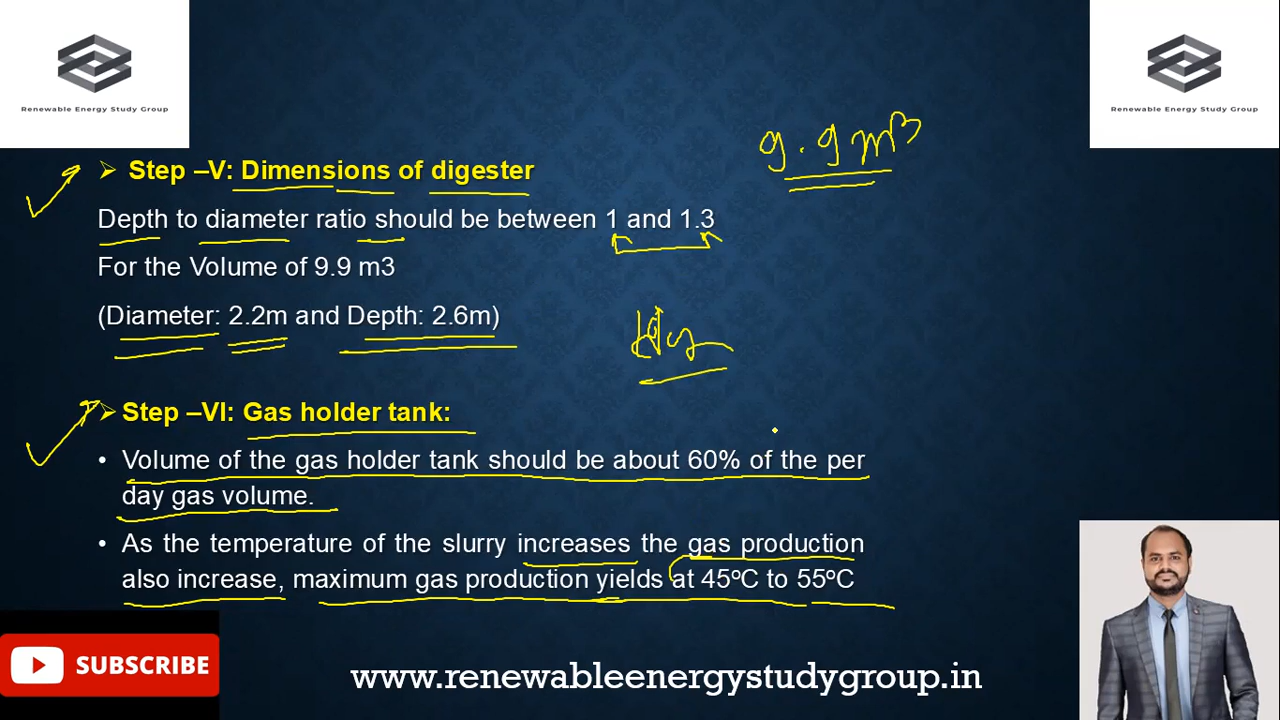 Renewable Energy Study Group
Renewable Energy Study Group
9.9 m³
Step –V: Dimensions of digester
Depth to diameter ratio should be between 1 and 1.3
For the Volume of 9.9 m3
(Diameter: 2.2m and Depth: 2.6m)
Step –VI: Gas holder tank:
• Volume of the gas holder tank should be about 60% of the per
day gas volume.
• As the temperature of the slurry increases the gas production
also increase, maximum gas production yields at 45ºC to 55ºC
SUBSCRIBE
www.renewableenergystudygroup.in